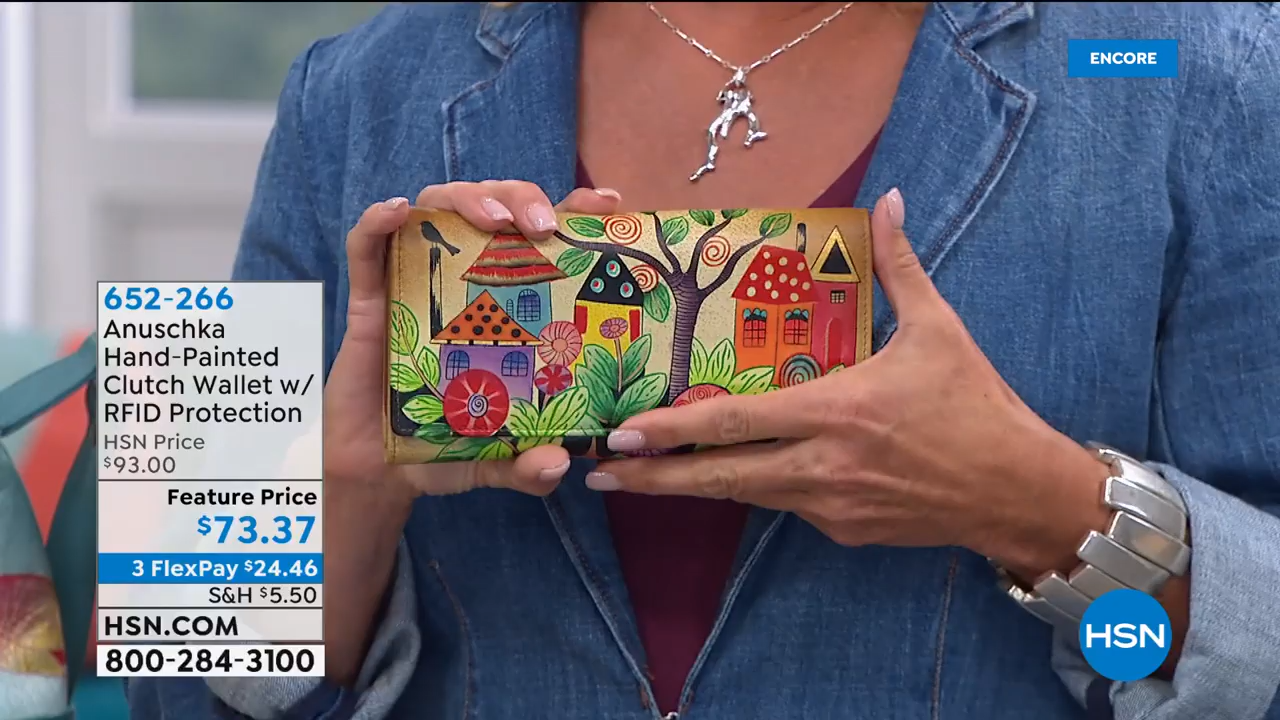 ENCORE
652-266
Anuschka
Hand-Painted
Clutch Wallet w/
RFID Protection
HSN Price
$93.00
Feature Price
$73.37
3 FlexPay $24.46
S&H $5.50
HSN.COM
800-284-3100
HSN